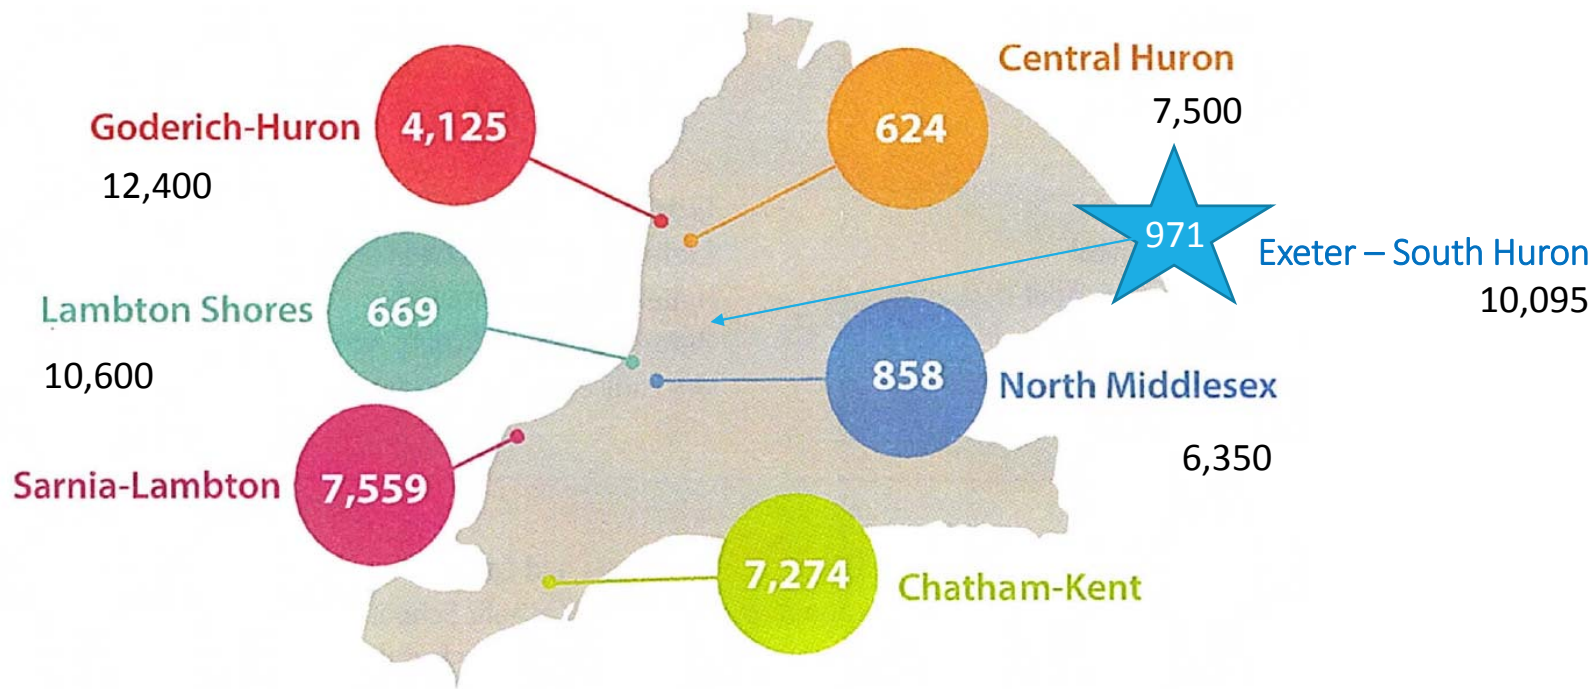 Central Huron
7,500
624
Goderich-Huron
4,125
12,400
971
Exeter – South Huron
10,095
Lambton Shores
669
10,600
858
North Middlesex
6,350
Sarnia-Lambton
7,559
7,274
Chatham-Kent